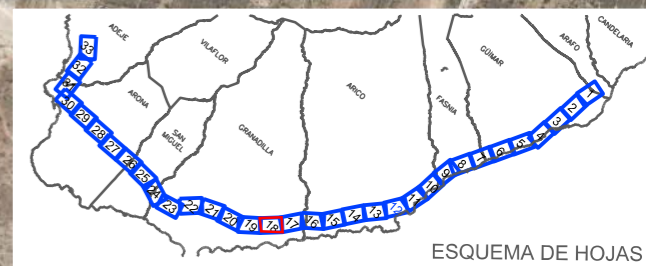 ADEJE
VILAFLOR
ARONA
SAN
MIGUEL
GRANADILLA
ARICO
FASNIA
GÜIMAR
ARAFO
CANDELARIA
33
32
31
30
29
28
27
26
25
24
23
22
21
20
19
18
17
16
15
14
13
12
11
10
9
8
7
6
5
4
3
2
1
ESQUEMA DE HOJAS